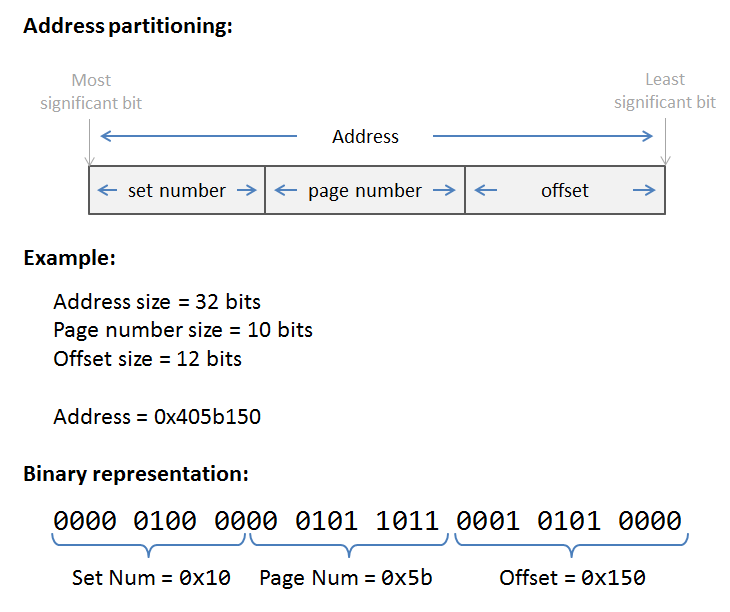 Address partitioning:
Most
significant bit
Least
significant bit
Address
set number
page number
offset
Example:
Address size = 32 bits
Page number size = 10 bits
Offset size = 12 bits
Address = 0x405b150
Binary representation:
0000 0100 0000 0101 1011 0001 0101 0000
Set Num = 0x10
Page Num = 0x5b
Offset = 0x150